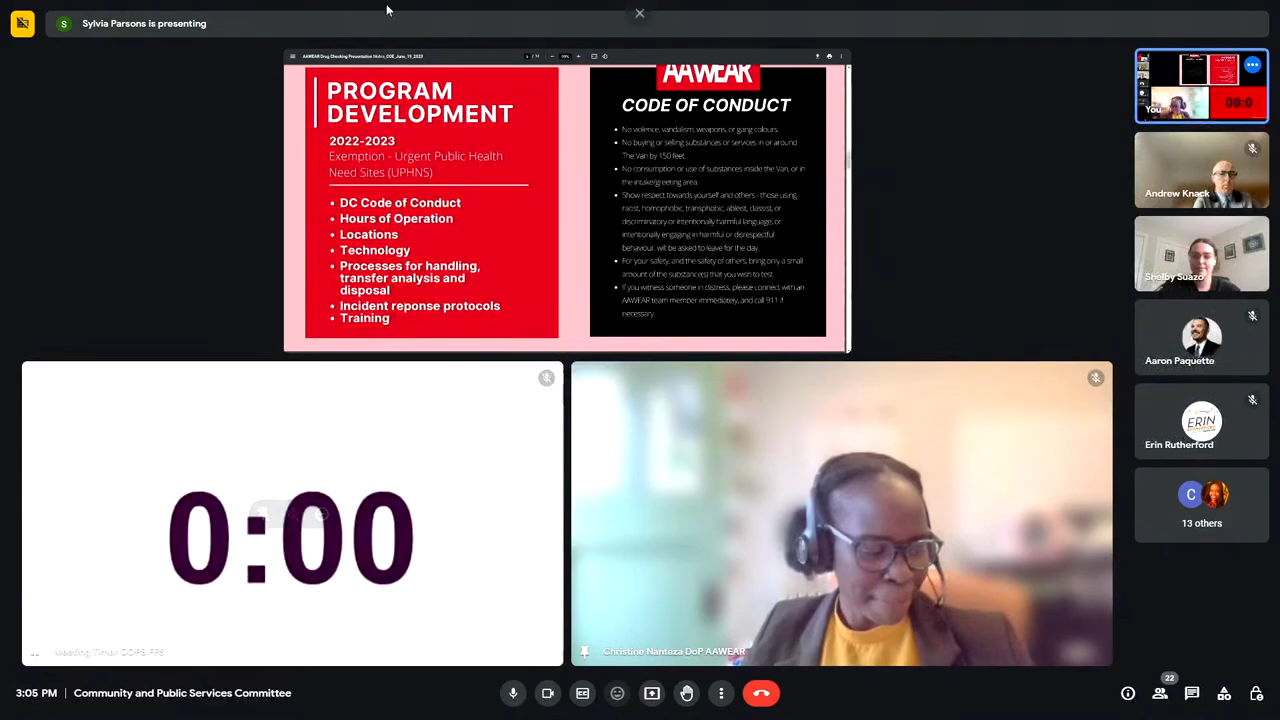 S
Sylvia Parsons is presenting
AAWEAR Drug Checking Presentation
AAWEAR
PROGRAM
DEVELOPMENT
2022-2023
Exemption - Urgent Public Health
Need Sites (UPHNS)
DC Code of Conduct
Hours of Operation
Locations
Technology
Processes for handling,
transfer analysis and
disposal
Incident reponse protocols
Training
CODE OF CONDUCT
No violence, vandalism, weapons, or gang colours.
No buying or selling substances or services in or around
The Van by 150 feet.
No consumption or use of substances inside the Van, or in
the intake/greeting area.
Show respect towards yourself and others - those using
racist, homophobic, transphobic, ableist, classist, or
discriminatory or intentionally harmful language, or
intentionally engaging in harmful or disrespectful
behaviour, will be asked to leave for the day.
For your safety, and the safety of others, bring only a small
amount of the substance(s) that you wish to test.
If you witness someone in distress, please connect with an
AAWEAR team member immediately, and call 911 if
necessary.
You
Andrew Knack
Shelby Suazo
Aaron Paquette
ERIN
Erin Rutherford
C
13 others
0:00
Meeting Timer
Christine Nanteza DoP AAWEAR
3:05 PM | Community and Public Services Committee
22